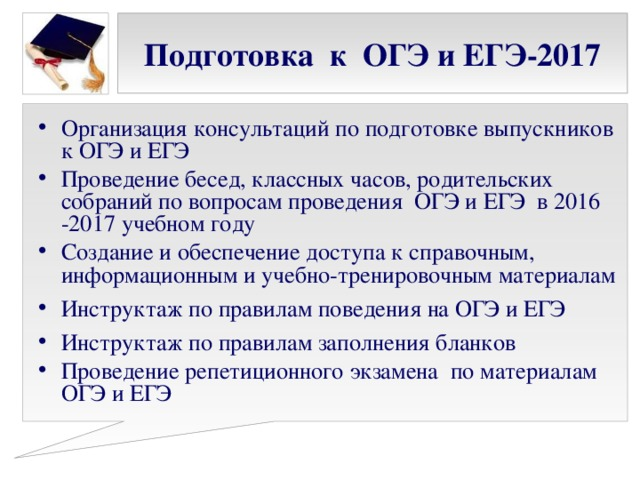 Подготовка к ОГЭ и ЕГЭ-2017
• Организация консультаций по подготовке выпускников
к ОГЭ и ЕГЭ
• Проведение бесед, классных часов, родительских
собраний по вопросам проведения ОГЭ и ЕГЭ в 2016
-2017 учебном году
• Создание и обеспечение доступа к справочным,
информационным и учебно-тренировочным материалам
• Инструктаж по правилам поведения на ОГЭ и ЕГЭ
• Инструктаж по правилам заполнения бланков
• Проведение репетиционного экзамена по материалам
ОГЭ и ЕГЭ